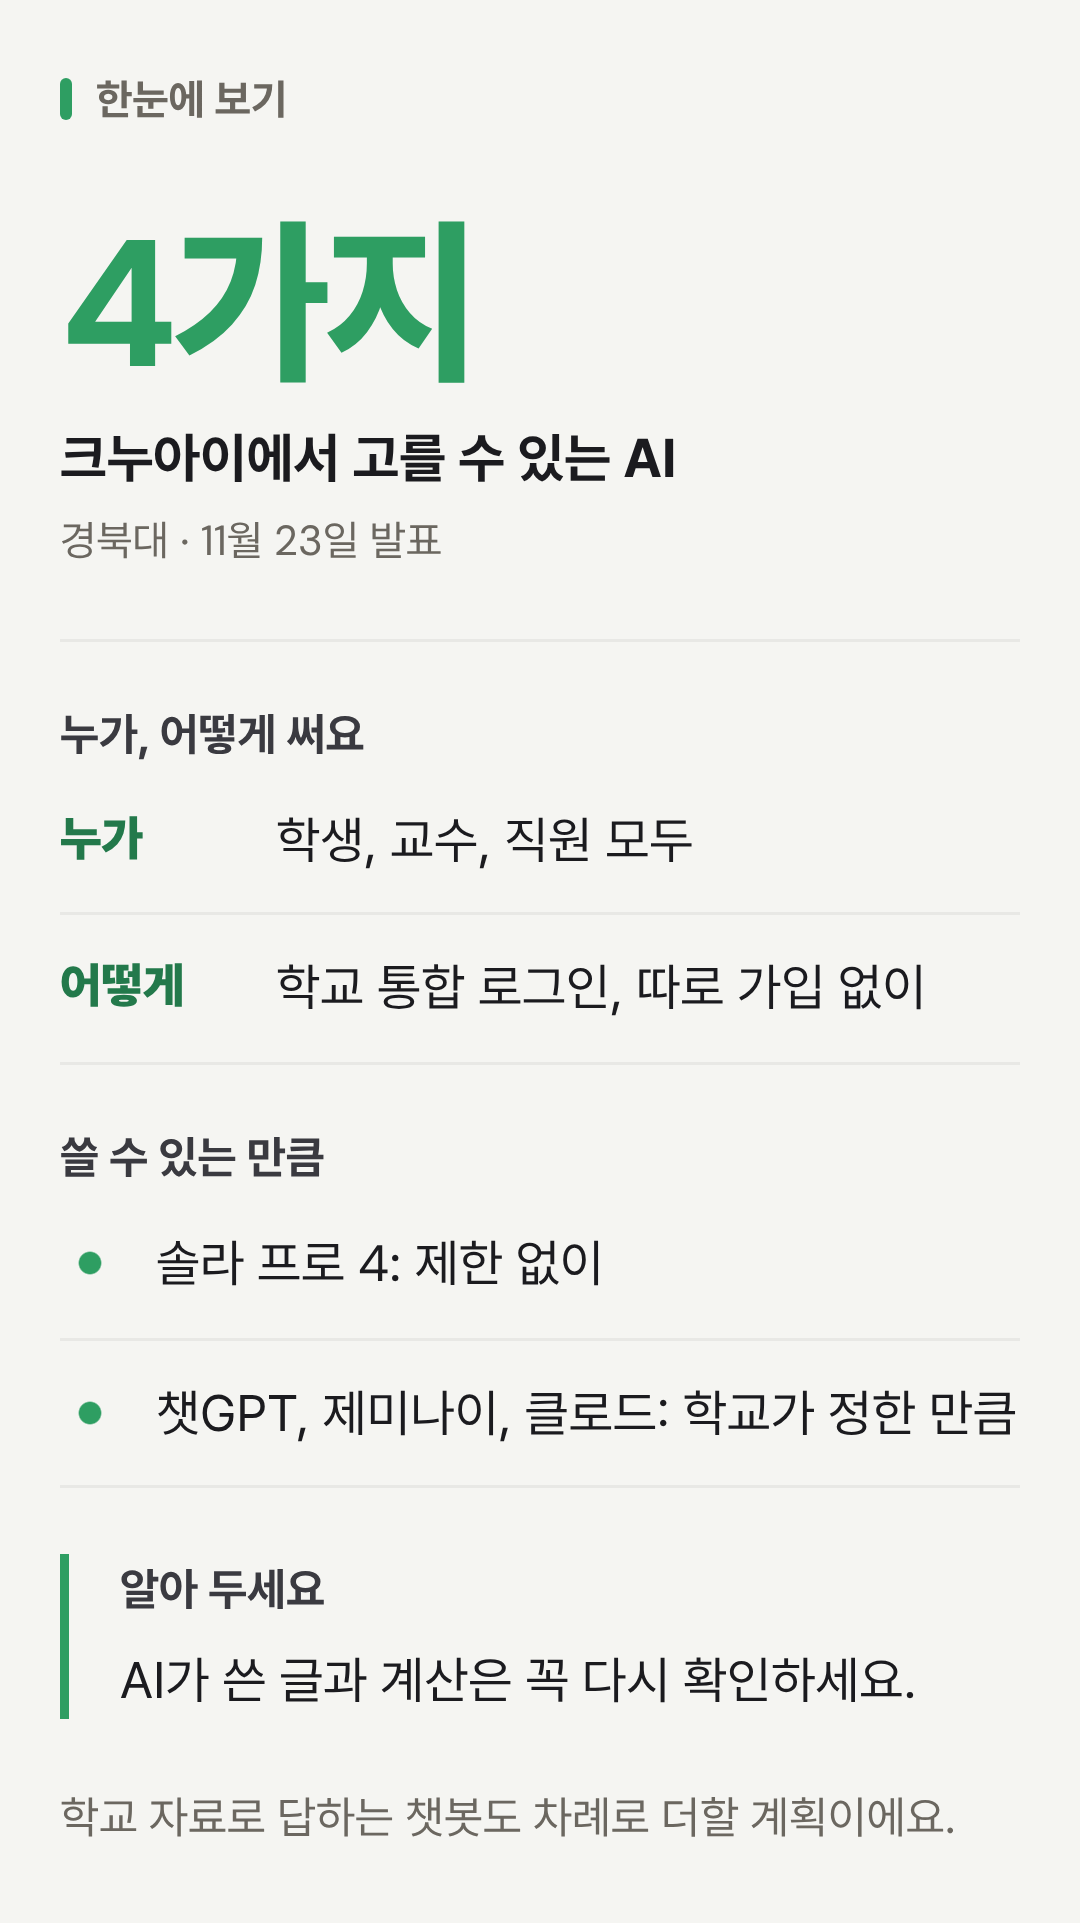 한눈에 보기
4가지
크누아이에서 고를 수 있는 AI
경북대 · 11월 23일 발표
누가, 어떻게 써요
누가 학생, 교수, 직원 모두
어떻게 학교 통합 로그인, 따로 가입 없이
쓸 수 있는 만큼
솔라 프로 4: 제한 없이
챗GPT, 제미나이, 클로드: 학교가 정한 만큼
알아 두세요
AI가 쓴 글과 계산은 꼭 다시 확인하세요.
학교 자료로 답하는 챗봇도 차례로 더할 계획이에요.